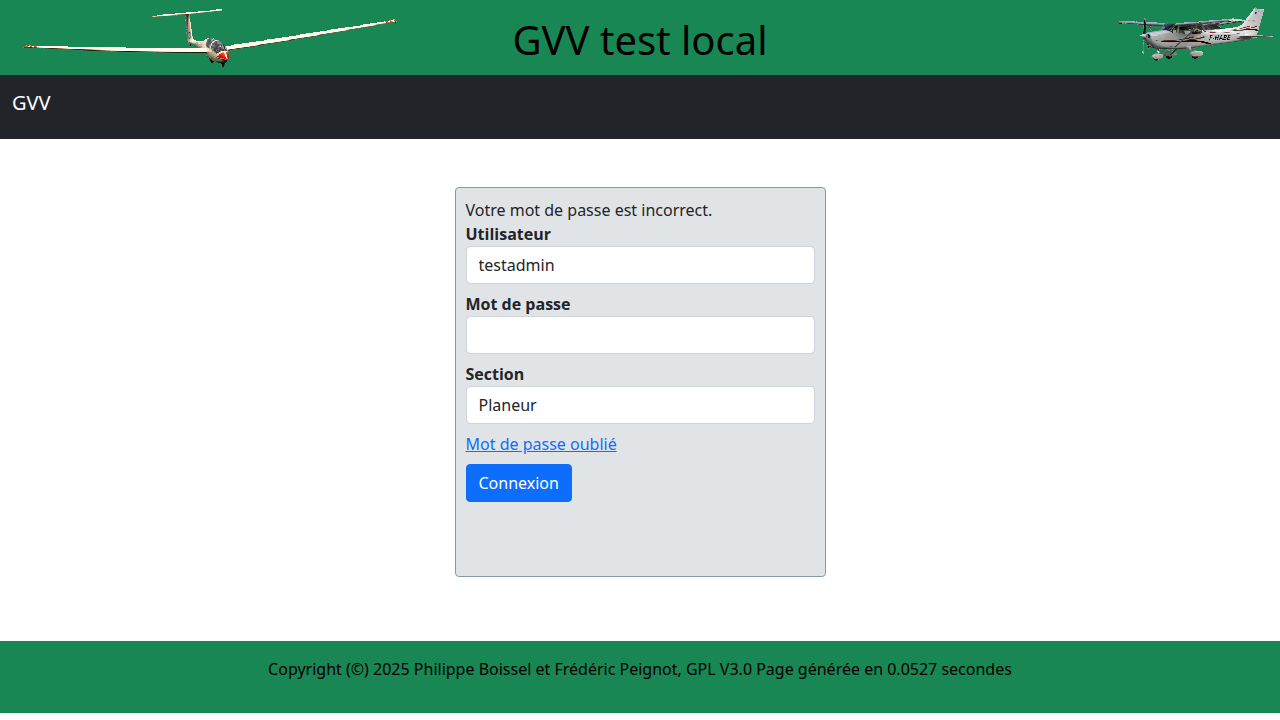 GVV test local
F-HABE
GVV
Votre mot de passe est incorrect.
Utilisateur
testadmin
Mot de passe
Section
Planeur
Mot de passe oublié
Connexion
Copyright (©) 2025 Philippe Boissel et Frédéric Peignot, GPL V3.0 Page générée en 0.0527 secondes